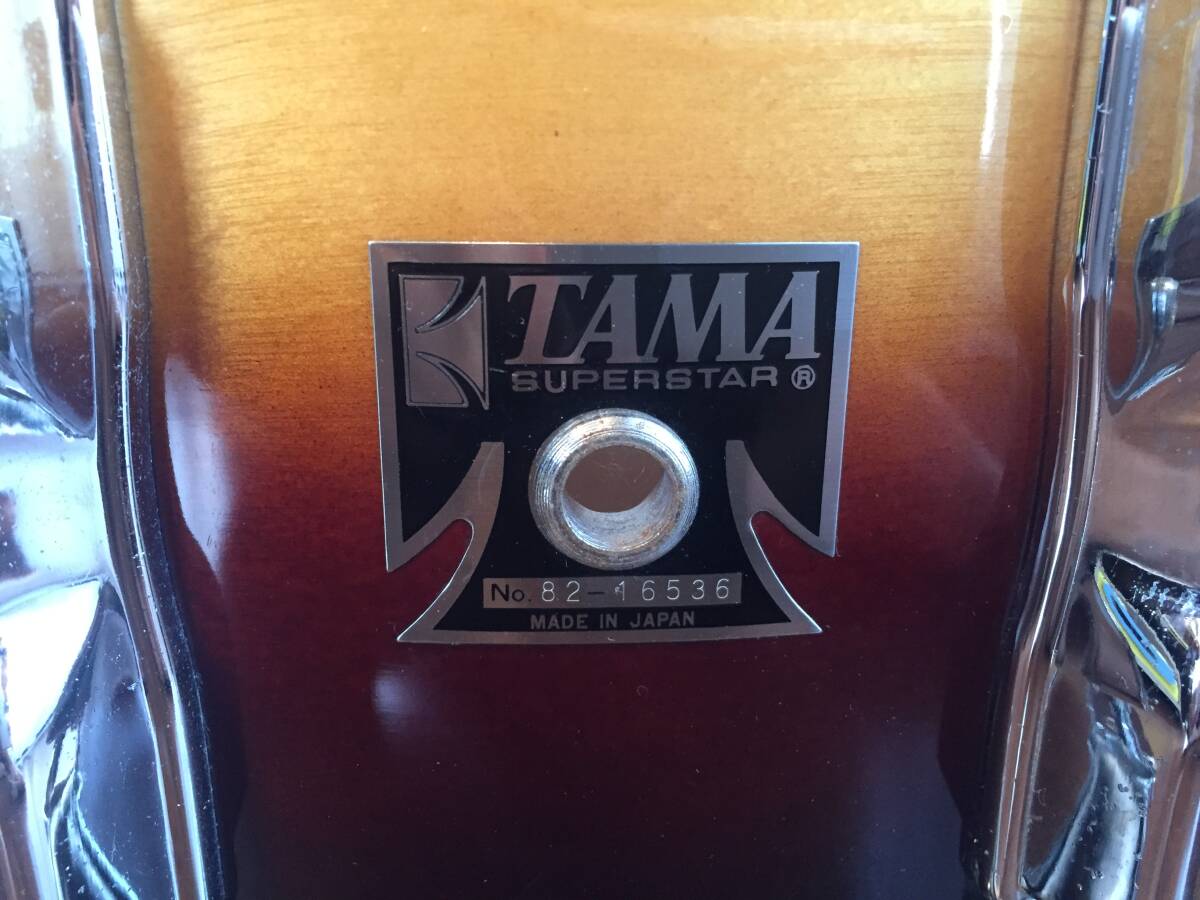 TAMA
SUPERSTAR ®
No. 82-16536
MADE IN JAPAN